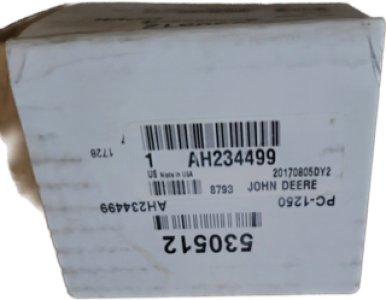 1 AH234499
US Made in USA 20170805DY2
8793 JOHN DEERE
1728
PC-1250
AH234499
530512